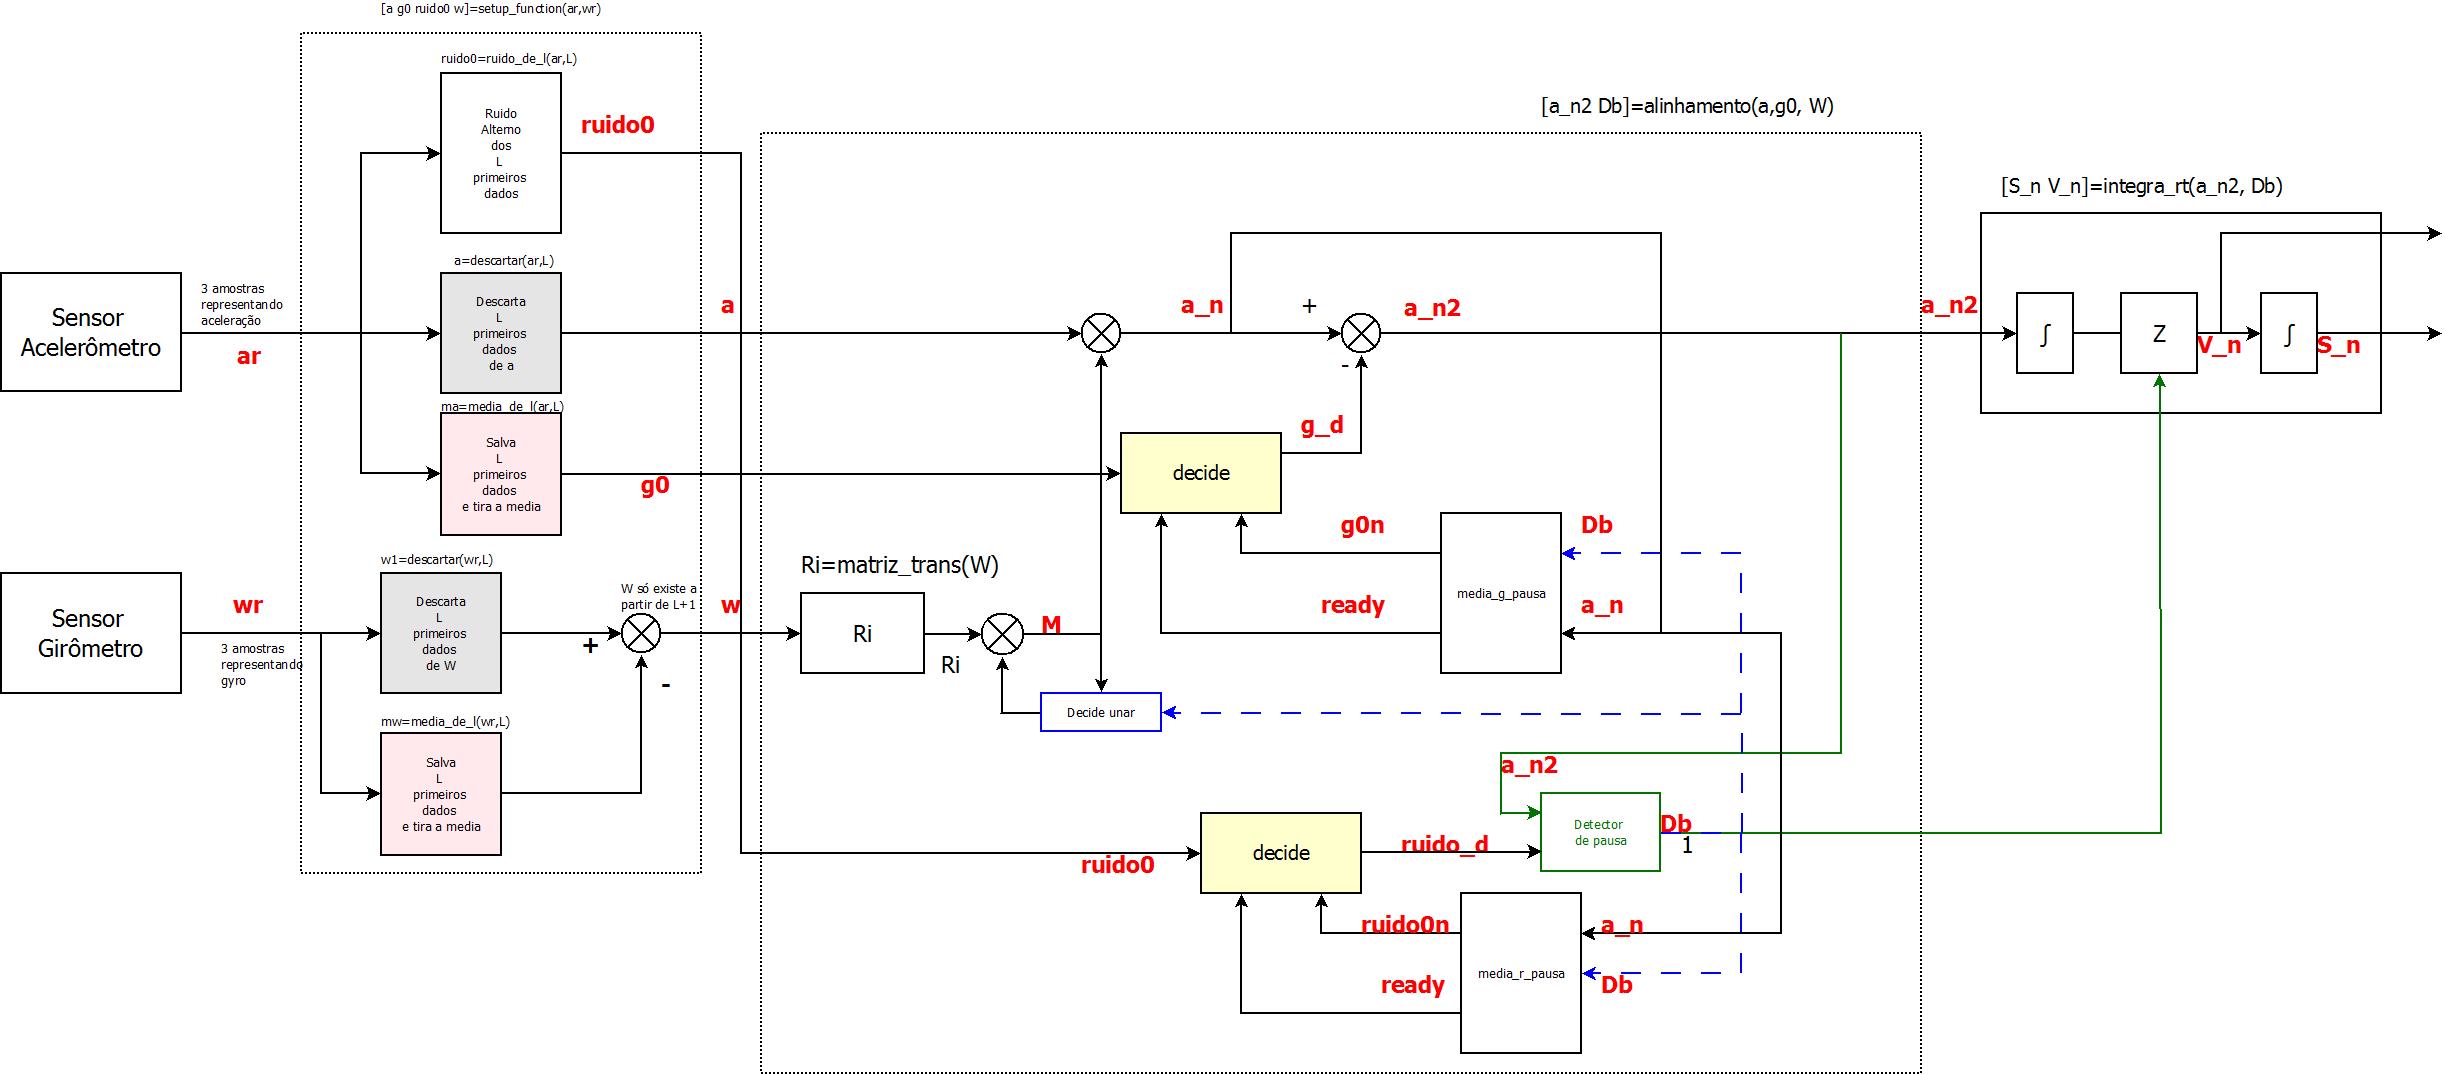 [a g0 ruido0 w]=setup_function(ar,wr)
ruido0=ruido_de_l(ar,L)
Ruido
Alterno
dos
L
primeiros
dados
ruido0
[a_n2 Db]=alinhamento(a,g0, W)
[S_n V_n]=integra_rt(a_n2, Db)
Sensor
Acelerômetro
3 amostras
representando
aceleração
ar
a=descartar(ar,L)
Descarta
L
primeiros
dados
de a
a
a_n
+
-
a_n2
a_n2
∫
Z
V_n
∫
S_n
ma=media_de_l(ar,L)
Salva
L
primeiros
dados
e tira a media
g0
decide
g_d
g0n
ready
media_g_pausa
Db
a_n
Sensor
Girômetro
wr
3 amostras
representando
gyro
w1=descartar(wr,L)
Descarta
L
primeiros
dados
de W
W só existe a
partir de L+1
+
-
w
Ri=matriz_trans(W)
Ri
Ri
M
Decide unar
mw=media_de_l(wr,L)
Salva
L
primeiros
dados
e tira a media
a_n2
Detector
de pausa
Db
1
ruido0
decide
ruido_d
ruido0n
ready
media_r_pausa
a_n
Db